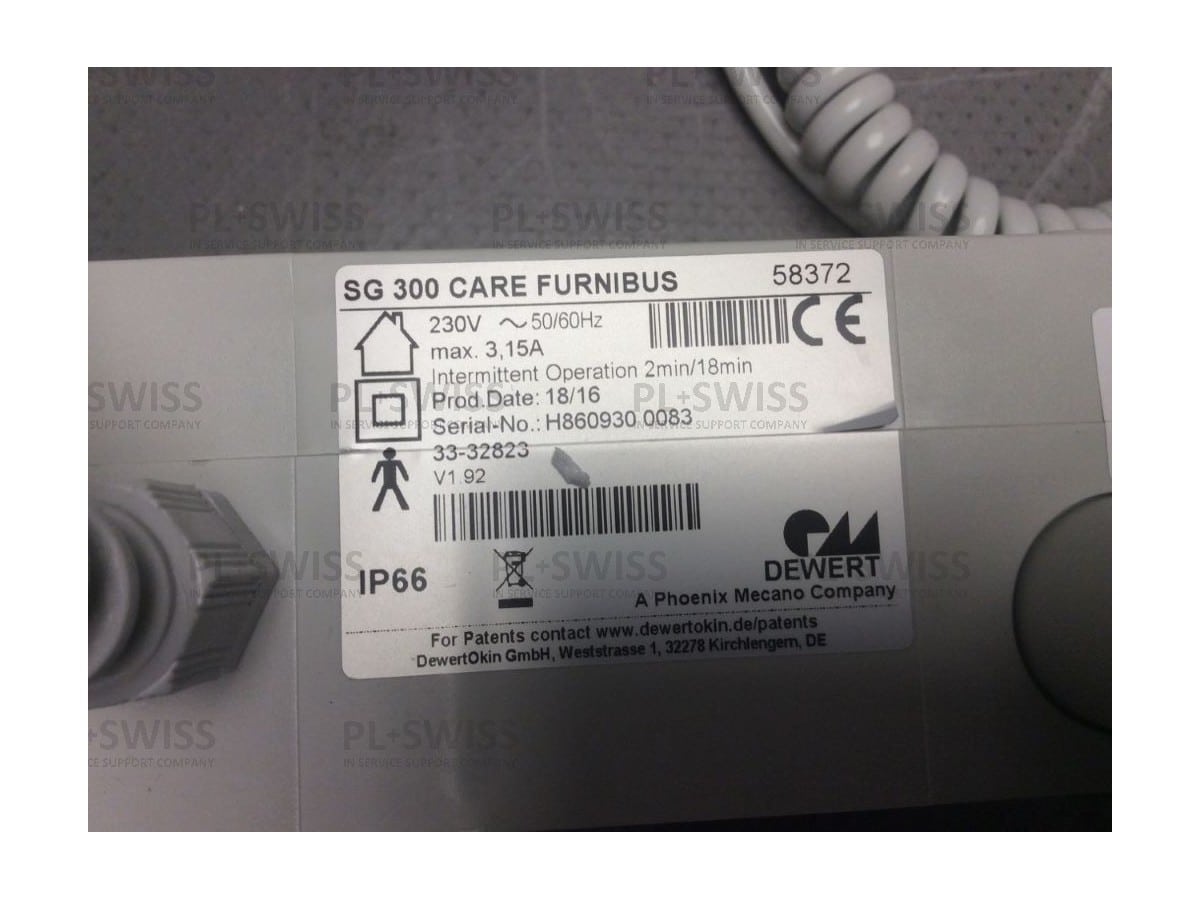 PL+SWISS
IN SERVICE SUPPORT COMPANY
SG 300 CARE FURNIBUS 58372
230V ~ 50/60Hz
max. 3,15A
CE
Intermittent Operation 2min/18min
Prod.Date: 18/16
Serial-No.: H860930.0083
33-32823
V1.92
IP66
DEWERT
A Phoenix Mecano Company
For Patents contact www.dewertokin.de/patents
DewertOkin GmbH, Weststrasse 1, 32278 Kirchlengern, DE